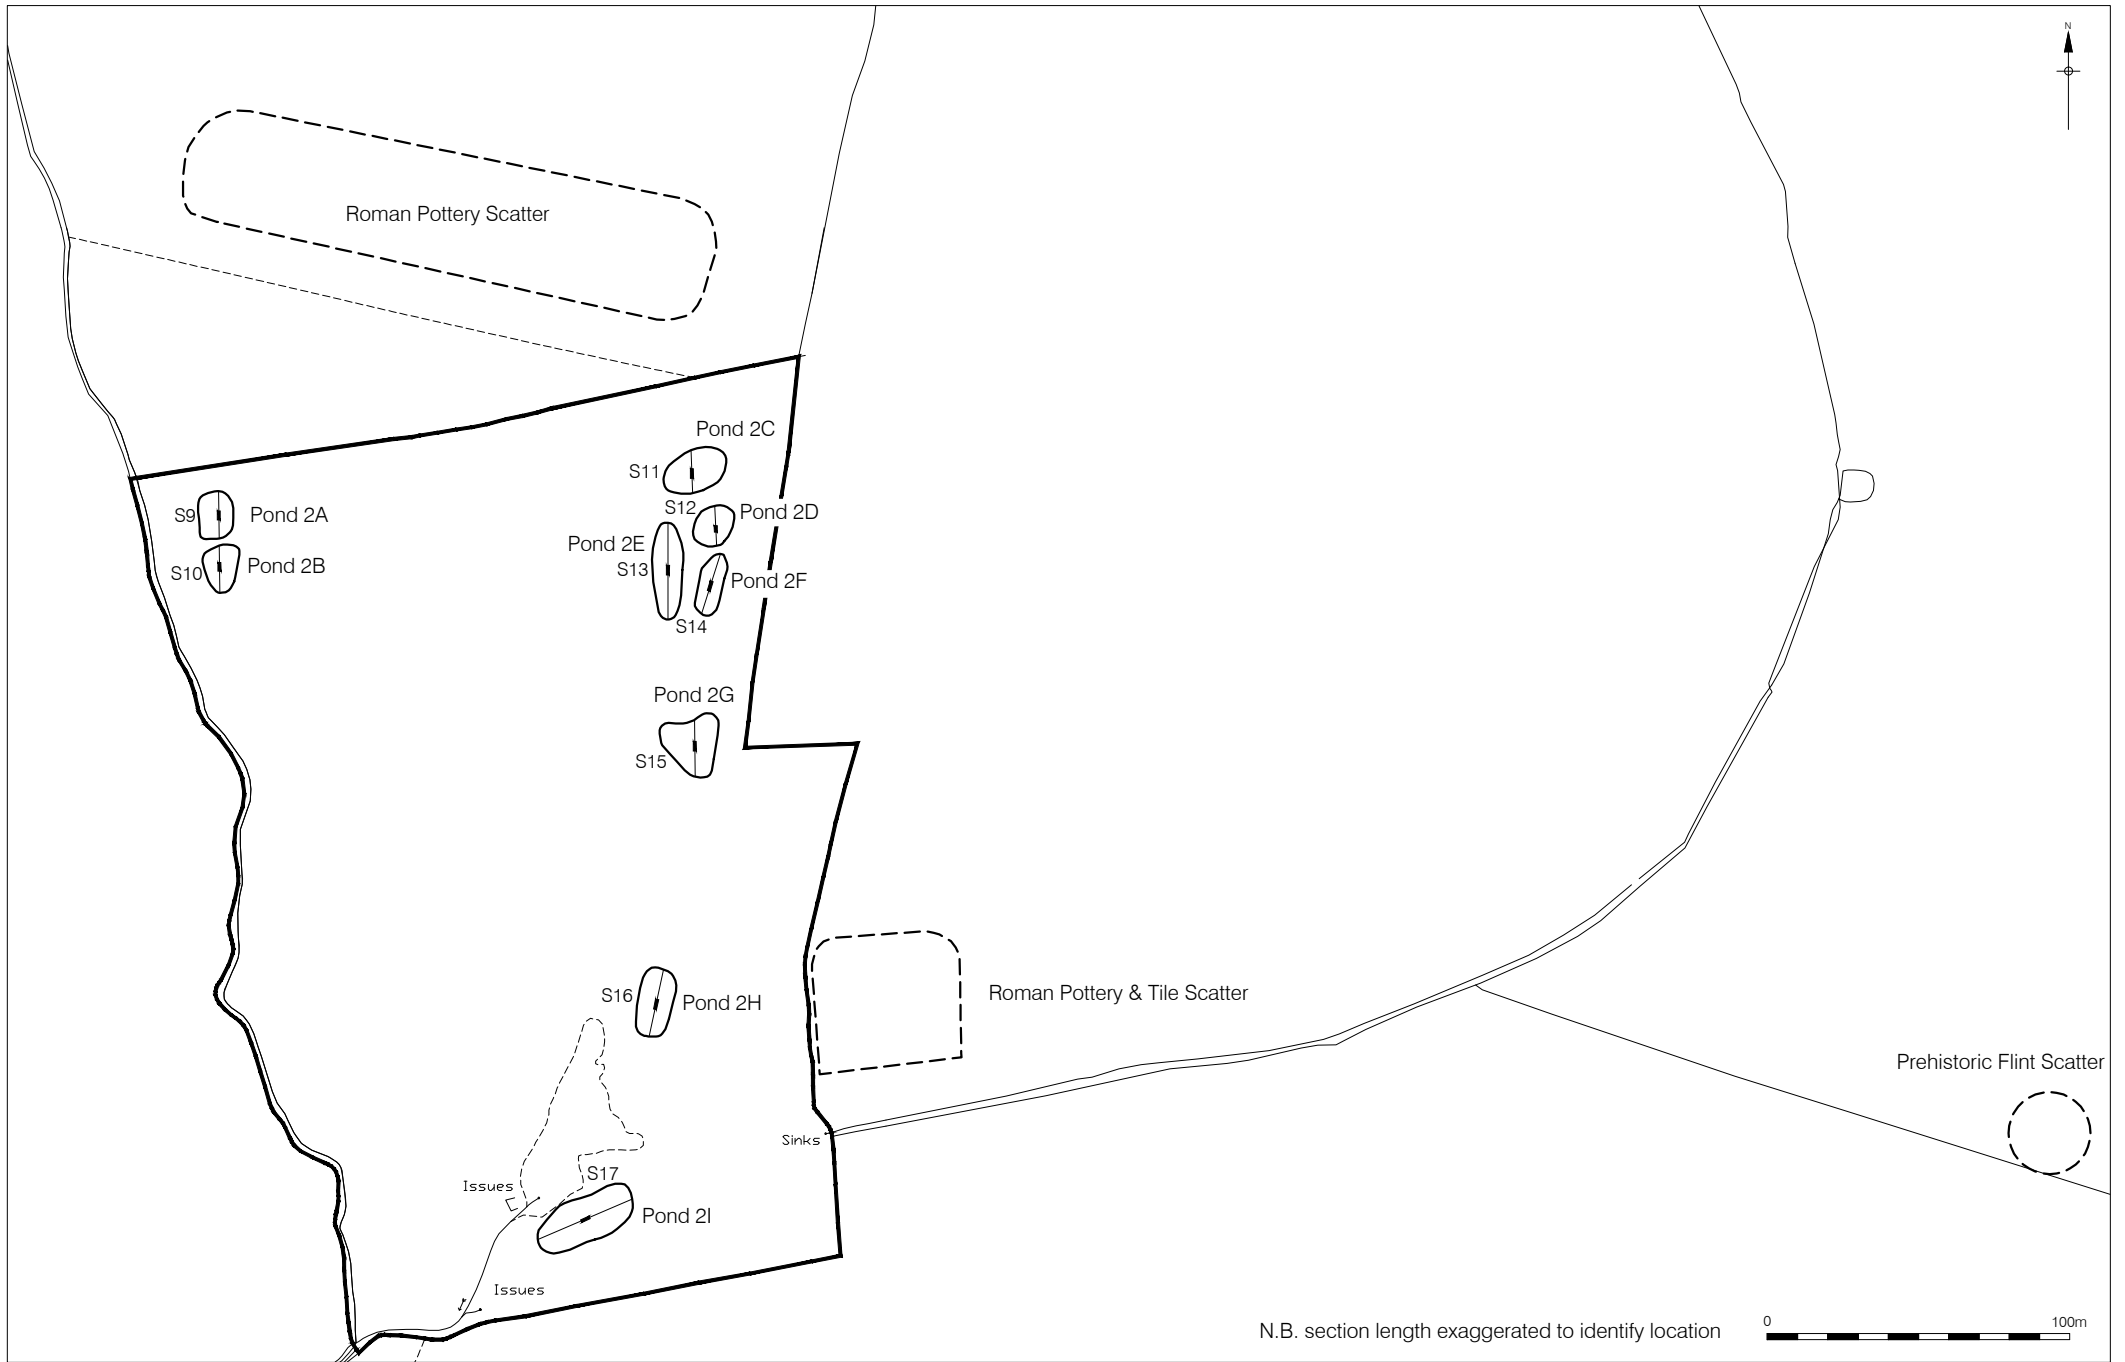 N
Roman Pottery Scatter
Pond 2C
S11
S12
Pond 2D
S9
Pond 2A
Pond 2E
S13
Pond 2B
S10
Pond 2F
S14
Pond 2G
S15
Roman Pottery & Tile Scatter
S16
Pond 2H
Prehistoric Flint Scatter
Sinks
S17
Issues
Pond 2I
Issues
N.B. section length exaggerated to identify location
0
100m